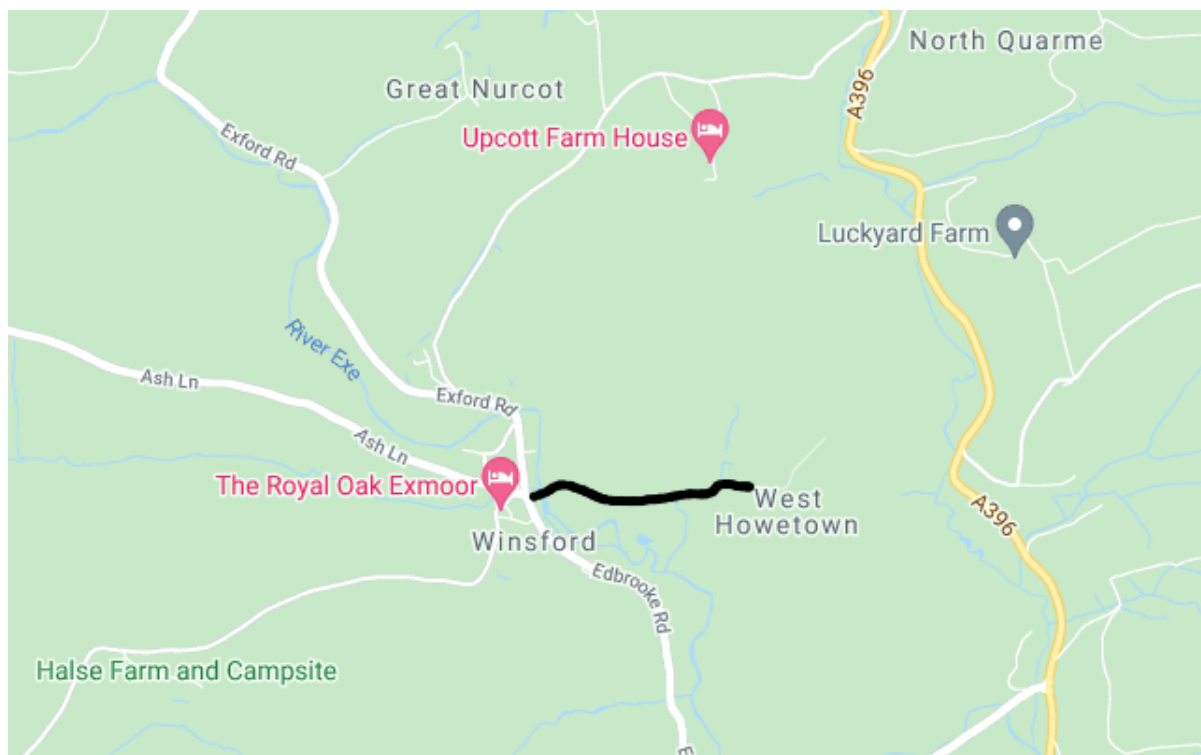 North Quarme
A396
Great Nurcot
Exford Rd
Upcott Farm House
Luckyard Farm
River Exe
Ash Ln
Exford Rd
Ash Ln
The Royal Oak Exmoor
West
Howetown
A396
Winsford
Edbrooke Rd
Halse Farm and Campsite